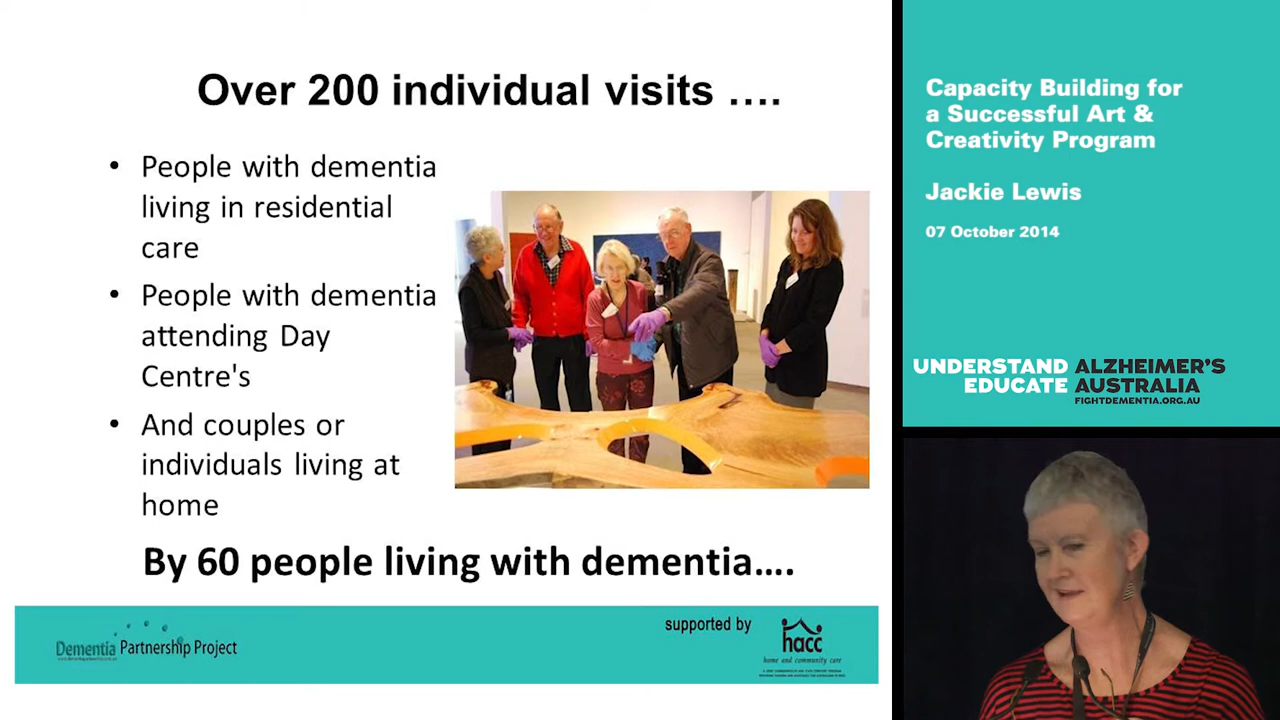 Over 200 individual visits ....
• People with dementia
living in residential
care
• People with dementia
attending Day
Centre's
• And couples or
individuals living at
home
By 60 people living with dementia....
Dementia Partnership Project
supported by
hacc
home and community care
Capacity Building for
a Successful Art &
Creativity Program
Jackie Lewis
07 October 2014
UNDERSTAND ALZHEIMER'S
EDUCATE AUSTRALIA
FIGHTDEMENTIA.ORG.AU